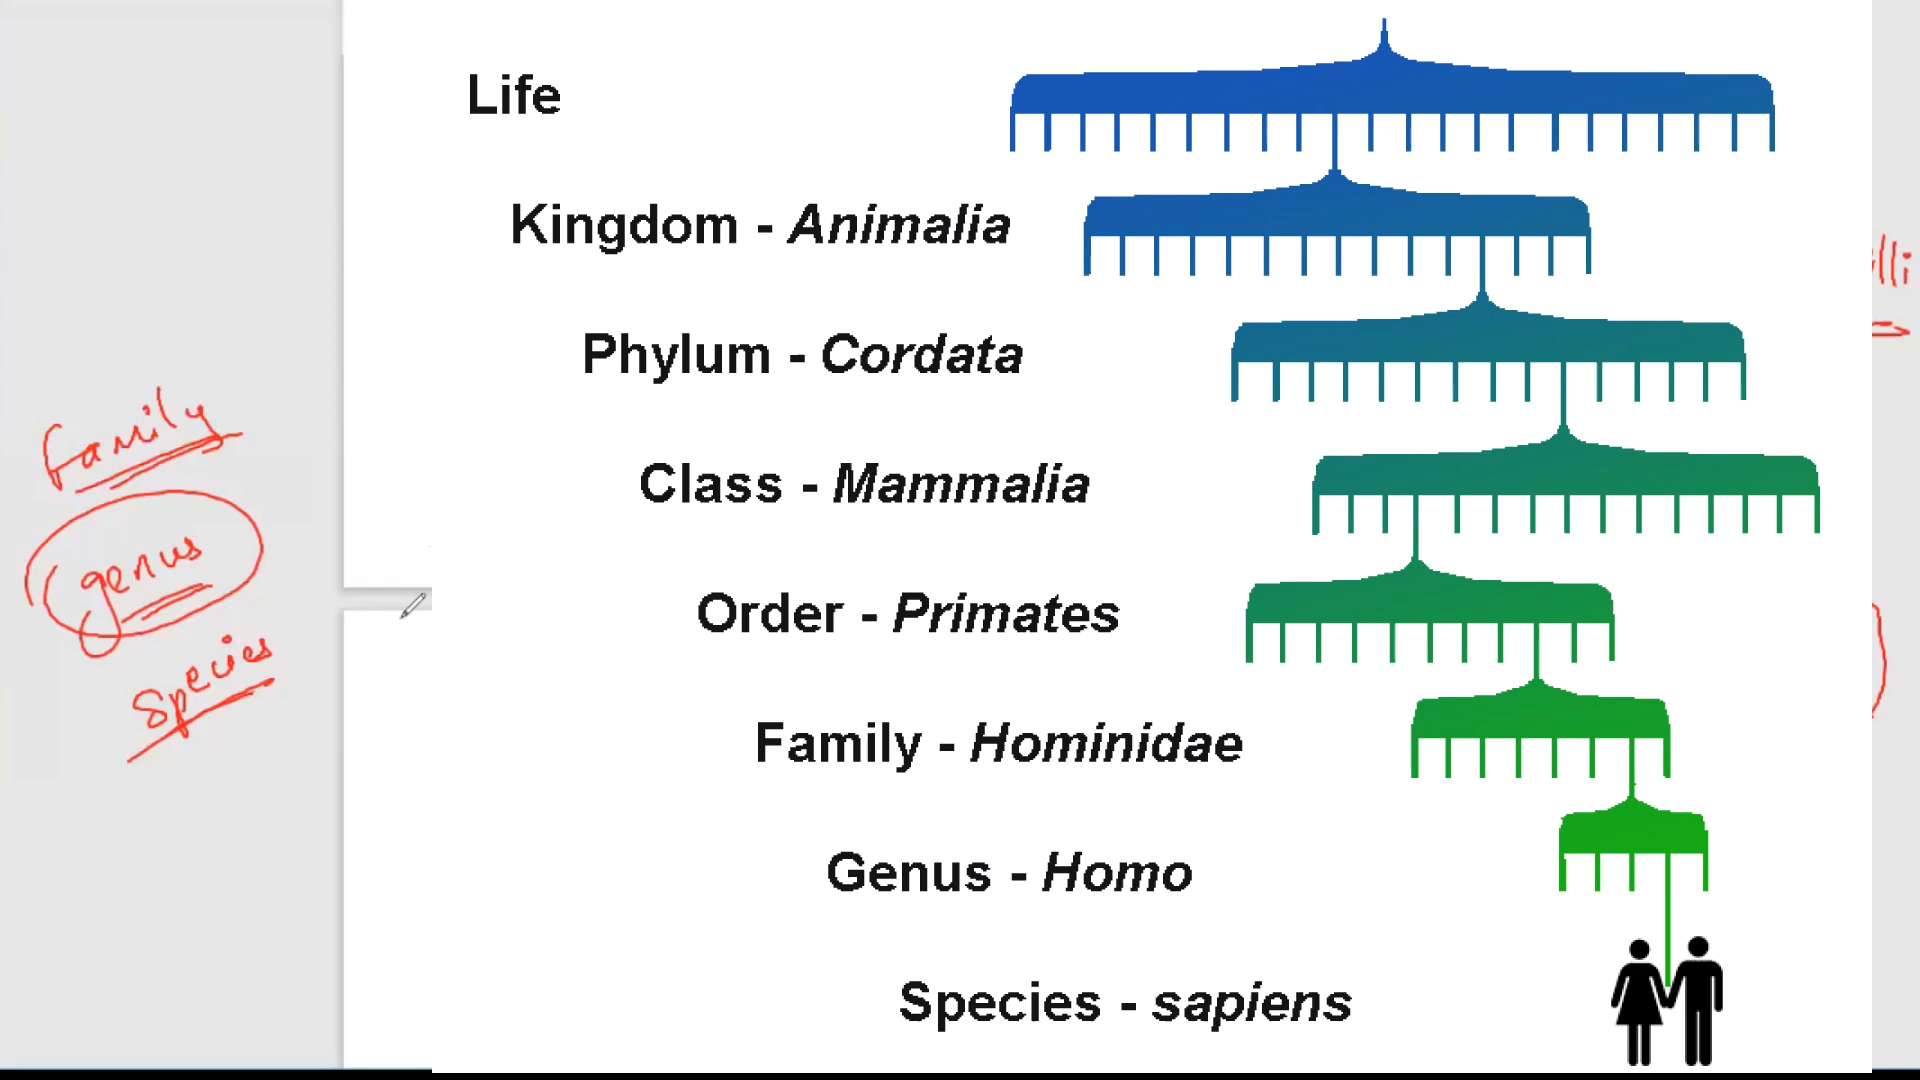 Life
Kingdom - Animalia
Phylum - Cordata
Class - Mammalia
Order - Primates
Family - Hominidae
Genus - Homo
Species - sapiens
Family
genus
Species